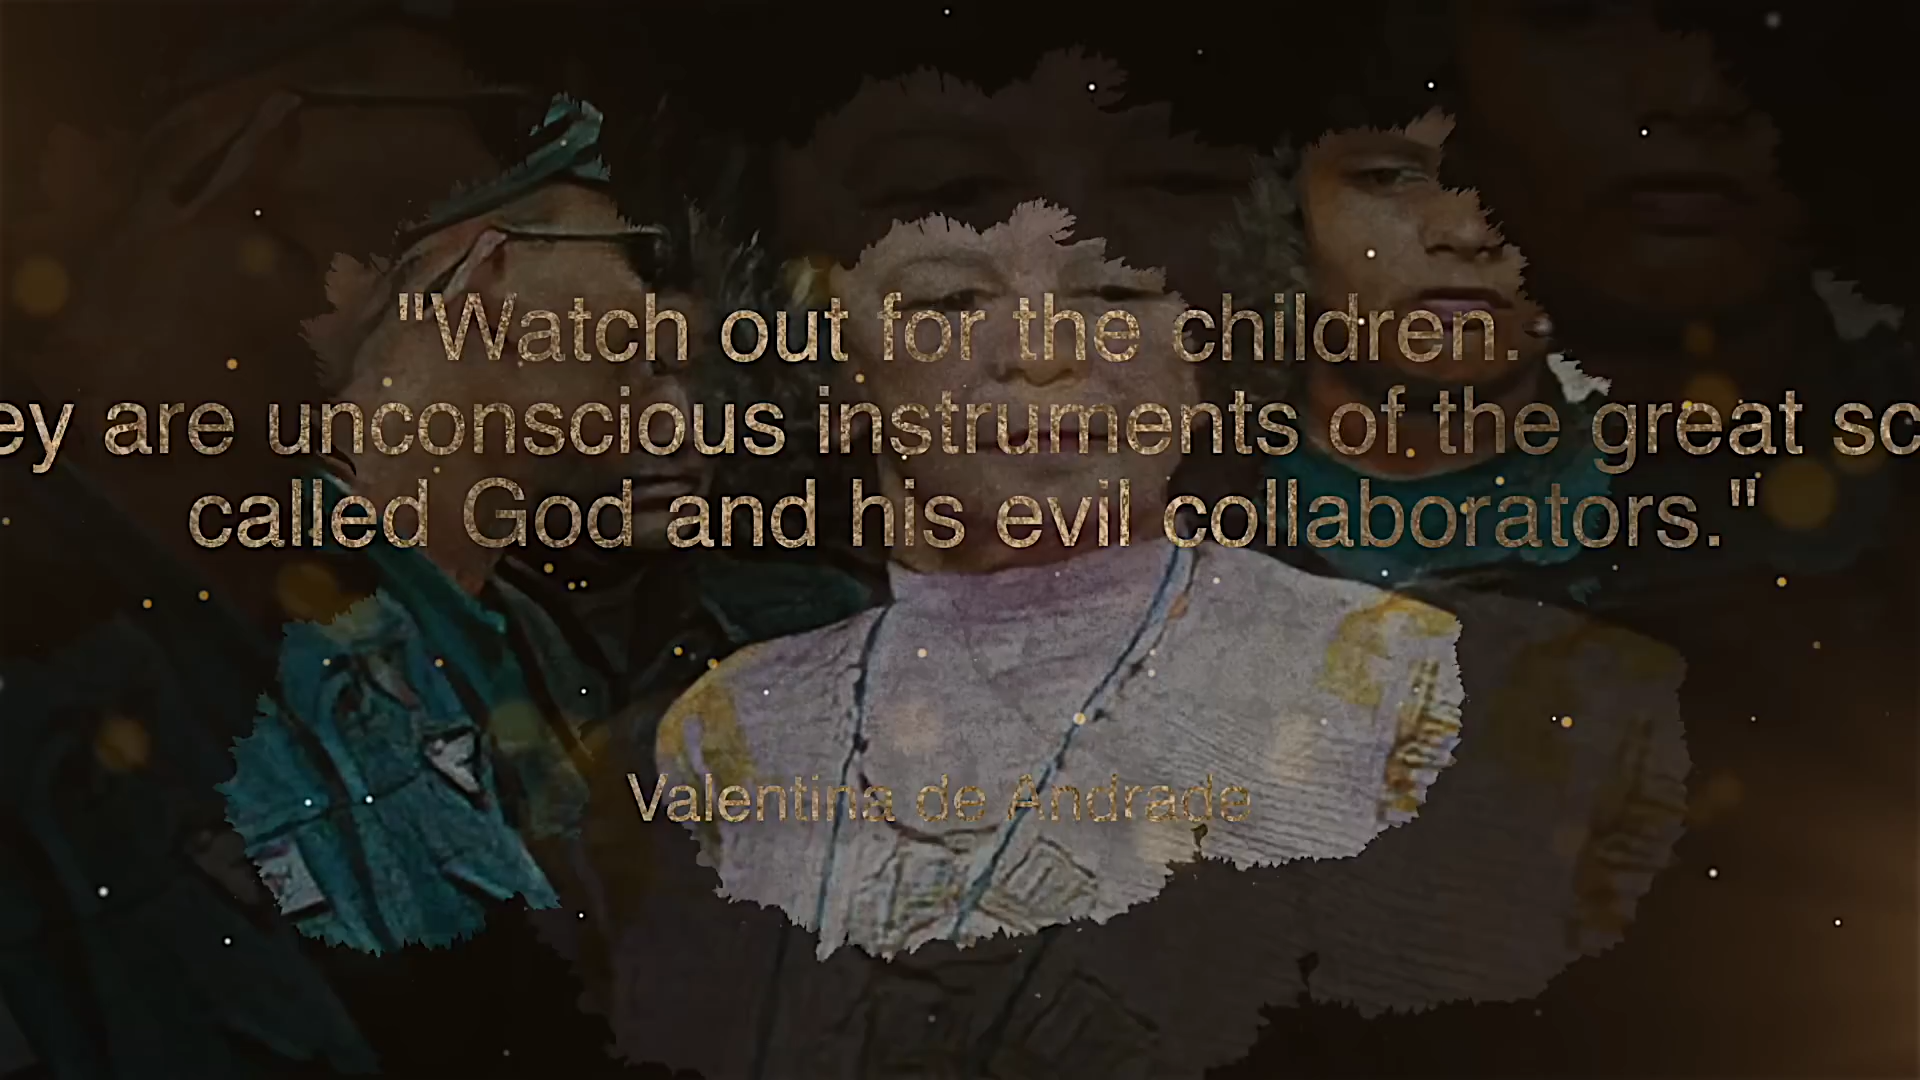 "Watch out for the children.
ey are unconscious instruments of the great sc
called God and his evil collaborators."
Valentina de Andrade